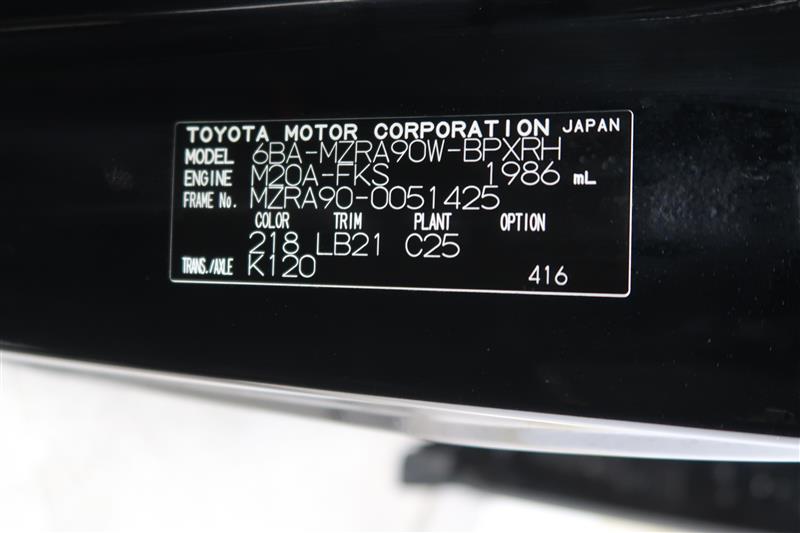 TOYOTA MOTOR CORPORATION JAPAN
MODEL 6BA-MZRA90W-BPXRH
ENGINE M20A-FKS 1986 mL
FRAME No. MZRA90-0051425
COLOR TRIM PLANT OPTION
218 LB21 C25
TRANS./AXLE K120 416